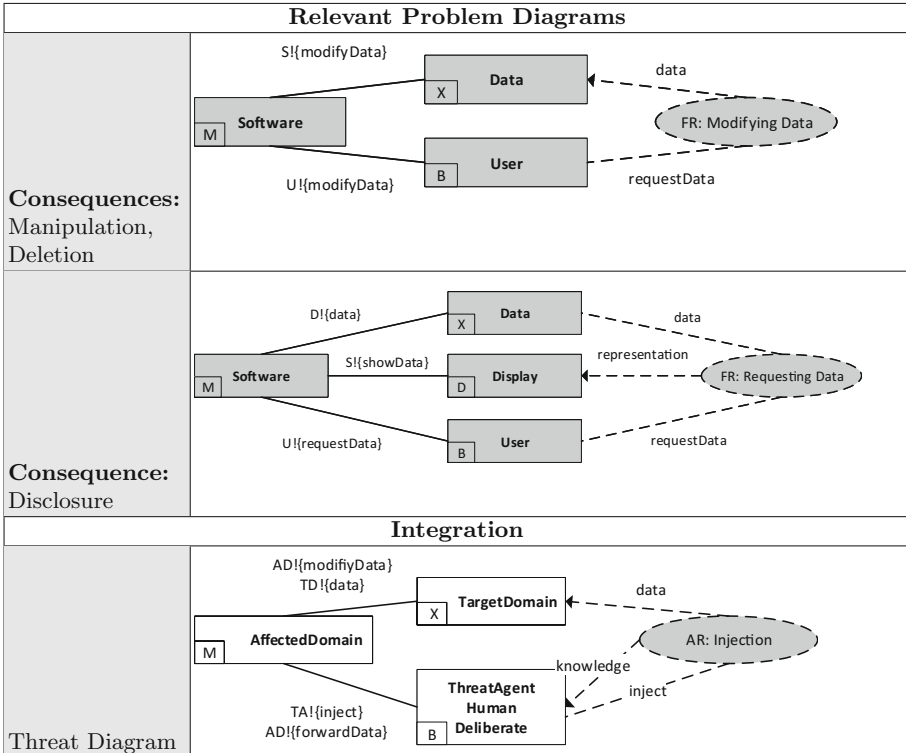 Relevant Problem Diagrams
S!{modifyData}
Data
X
data
Software
M
FR: Modifying Data
User
B
U!{modifyData}
requestData
Consequences:
Manipulation,
Deletion
D!{data}
Data
X
data
S!{showData}
representation
Software
M
Display
D
FR: Requesting Data
User
B
U!{requestData}
requestData
Consequence:
Disclosure
Integration
AD!{modifiyData}
TD!{data}
TargetDomain
X
data
AffectedDomain
M
AR: Injection
knowledge
inject
ThreatAgent
Human
Deliberate
B
TA!{inject}
AD!{forwardData}
Threat Diagram